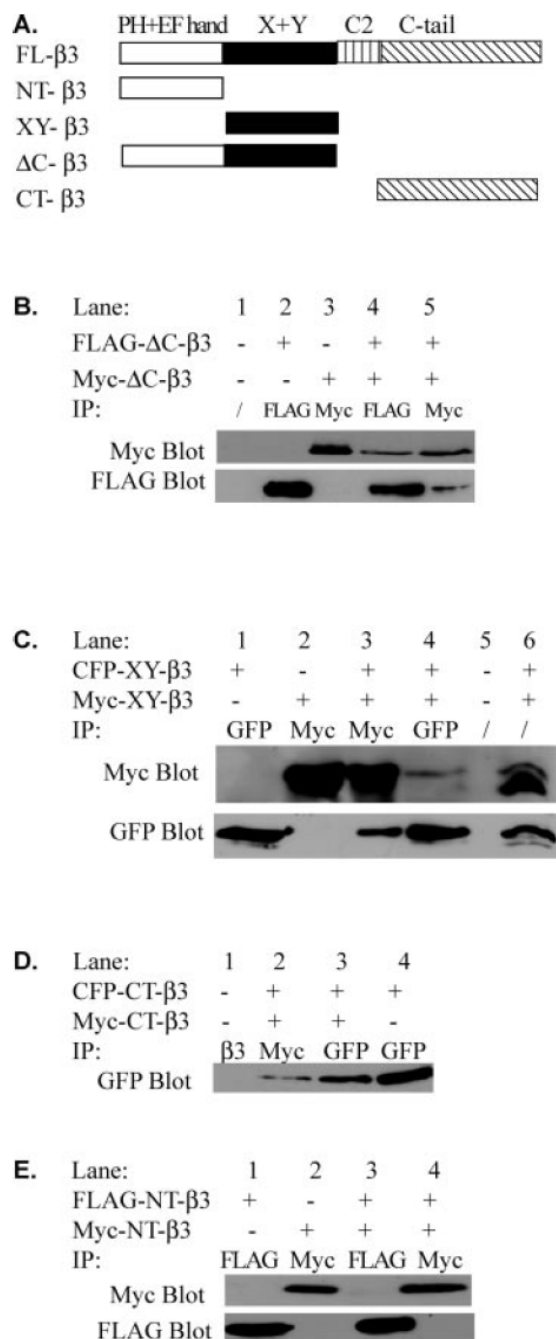 A. PH+EF hand X+Y C2 C-tail
FL-β3
NT- β3
XY- β3
ΔC- β3
CT- β3
B. Lane: 1 2 3 4 5
FLAG-ΔC-β3 - + - + +
Myc-ΔC-β3 - - + + +
IP: / FLAG Myc FLAG Myc
Myc Blot
FLAG Blot
C. Lane: 1 2 3 4 5 6
CFP-XY-β3 + - + + - +
Myc-XY-β3 - + + + - +
IP: GFP Myc Myc GFP / /
Myc Blot
GFP Blot
D. Lane: 1 2 3 4
CFP-CT-β3 - + + +
Myc-CT-β3 - + + -
IP: β3 Myc GFP GFP
GFP Blot
E. Lane: 1 2 3 4
FLAG-NT-β3 + - + +
Myc-NT-β3 - + + +
IP: FLAG Myc FLAG Myc
Myc Blot
FLAG Blot